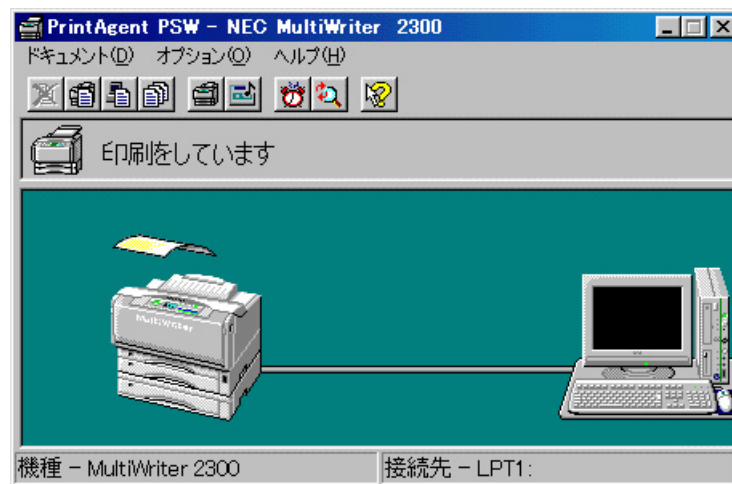 PrintAgent PSW - NEC MultiWriter 2300
ドキュメント(D) オプション(O) ヘルプ(H)
印刷をしています
MultiWriter
機種 - MultiWriter 2300
接続先 - LPT1: